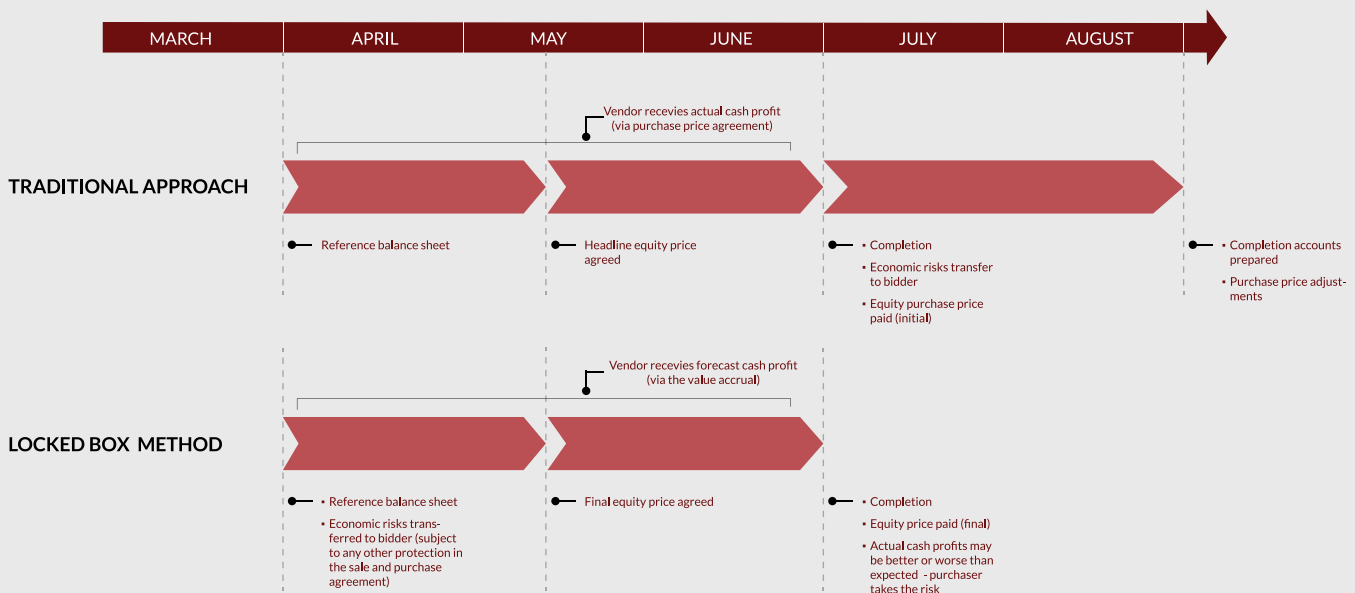 MARCH
APRIL
MAY
JUNE
JULY
AUGUST
Vendor recevies actual cash profit
(via purchase price agreement)
TRADITIONAL APPROACH
Reference balance sheet
Headline equity price
agreed
▪ Completion
▪ Economic risks transfer
to bidder
▪ Equity purchase price
paid (initial)
▪ Completion accounts
prepared
▪ Purchase price adjust-
ments
Vendor recevies forecast cash profit
(via the value accrual)
LOCKED BOX METHOD
▪ Reference balance sheet
▪ Economic risks trans-
ferred to bidder (subject
to any other protection in
the sale and purchase
agreement)
Final equity price agreed
▪ Completion
▪ Equity price paid (final)
▪ Actual cash profits may
be better or worse than
expected - purchaser
takes the risk